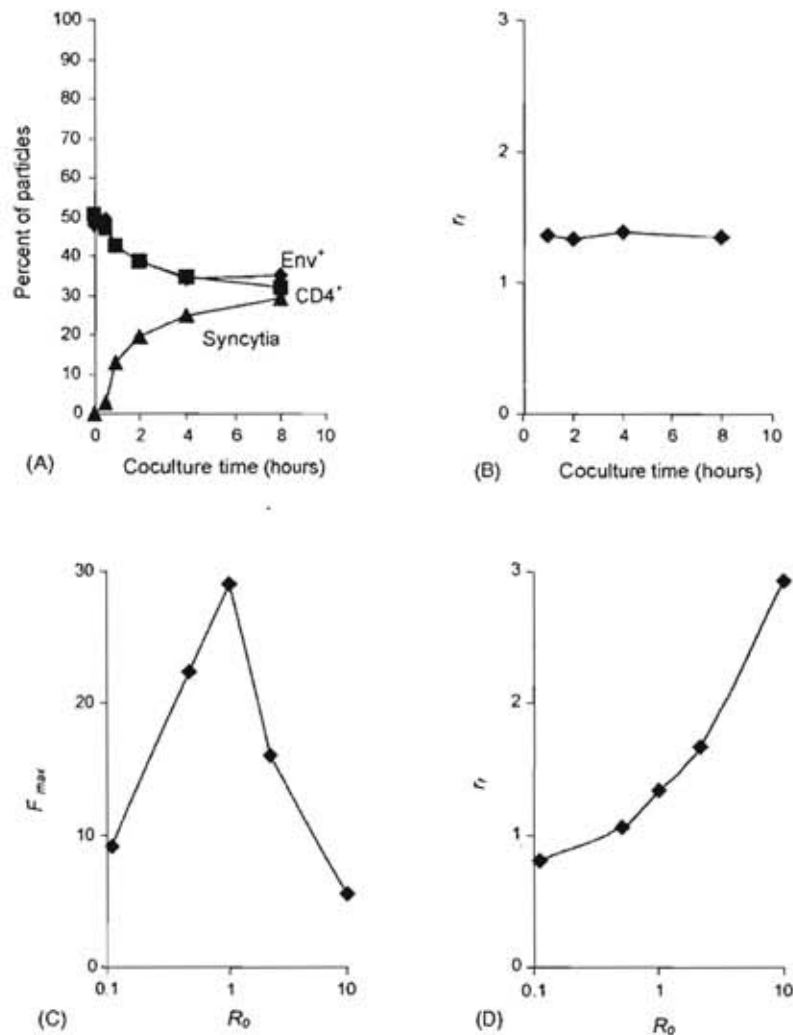 100
90
80
70
60
50
40
30
20
10
0
Percent of particles
Env+
CD4+
Syncytia
0 2 4 6 8 10
(A) Coculture time (hours)
3
2
1
0
rf
0 2 4 6 8 10
(B) Coculture time (hours)
30
20
10
0
F max
0.1 1 10
(C) Ro
3
2
1
0
rf
0.1 1 10
(D) Ro